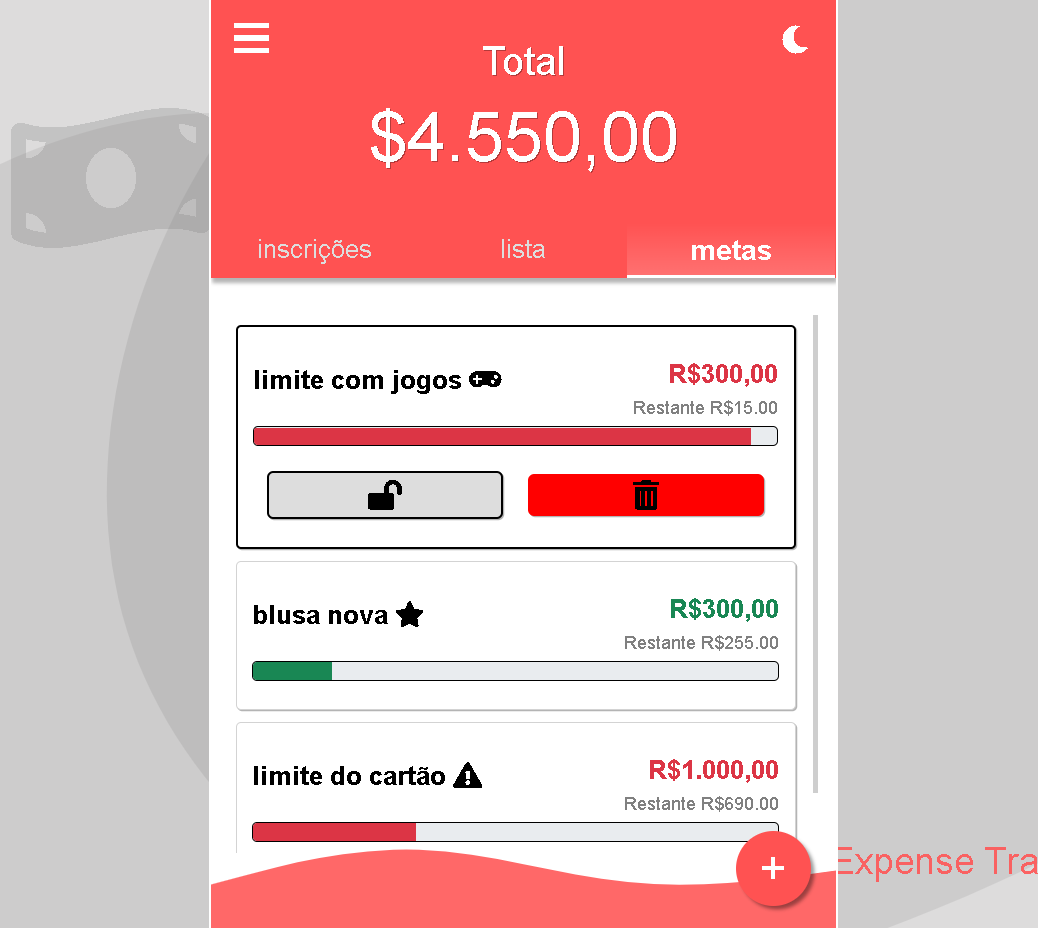 Total
$4.550,00
inscrições lista metas
limite com jogos R$300,00
Restante R$15.00
blusa nova R$300,00
Restante R$255.00
limite do cartão R$1.000,00
Restante R$690.00
+
Expense Tra